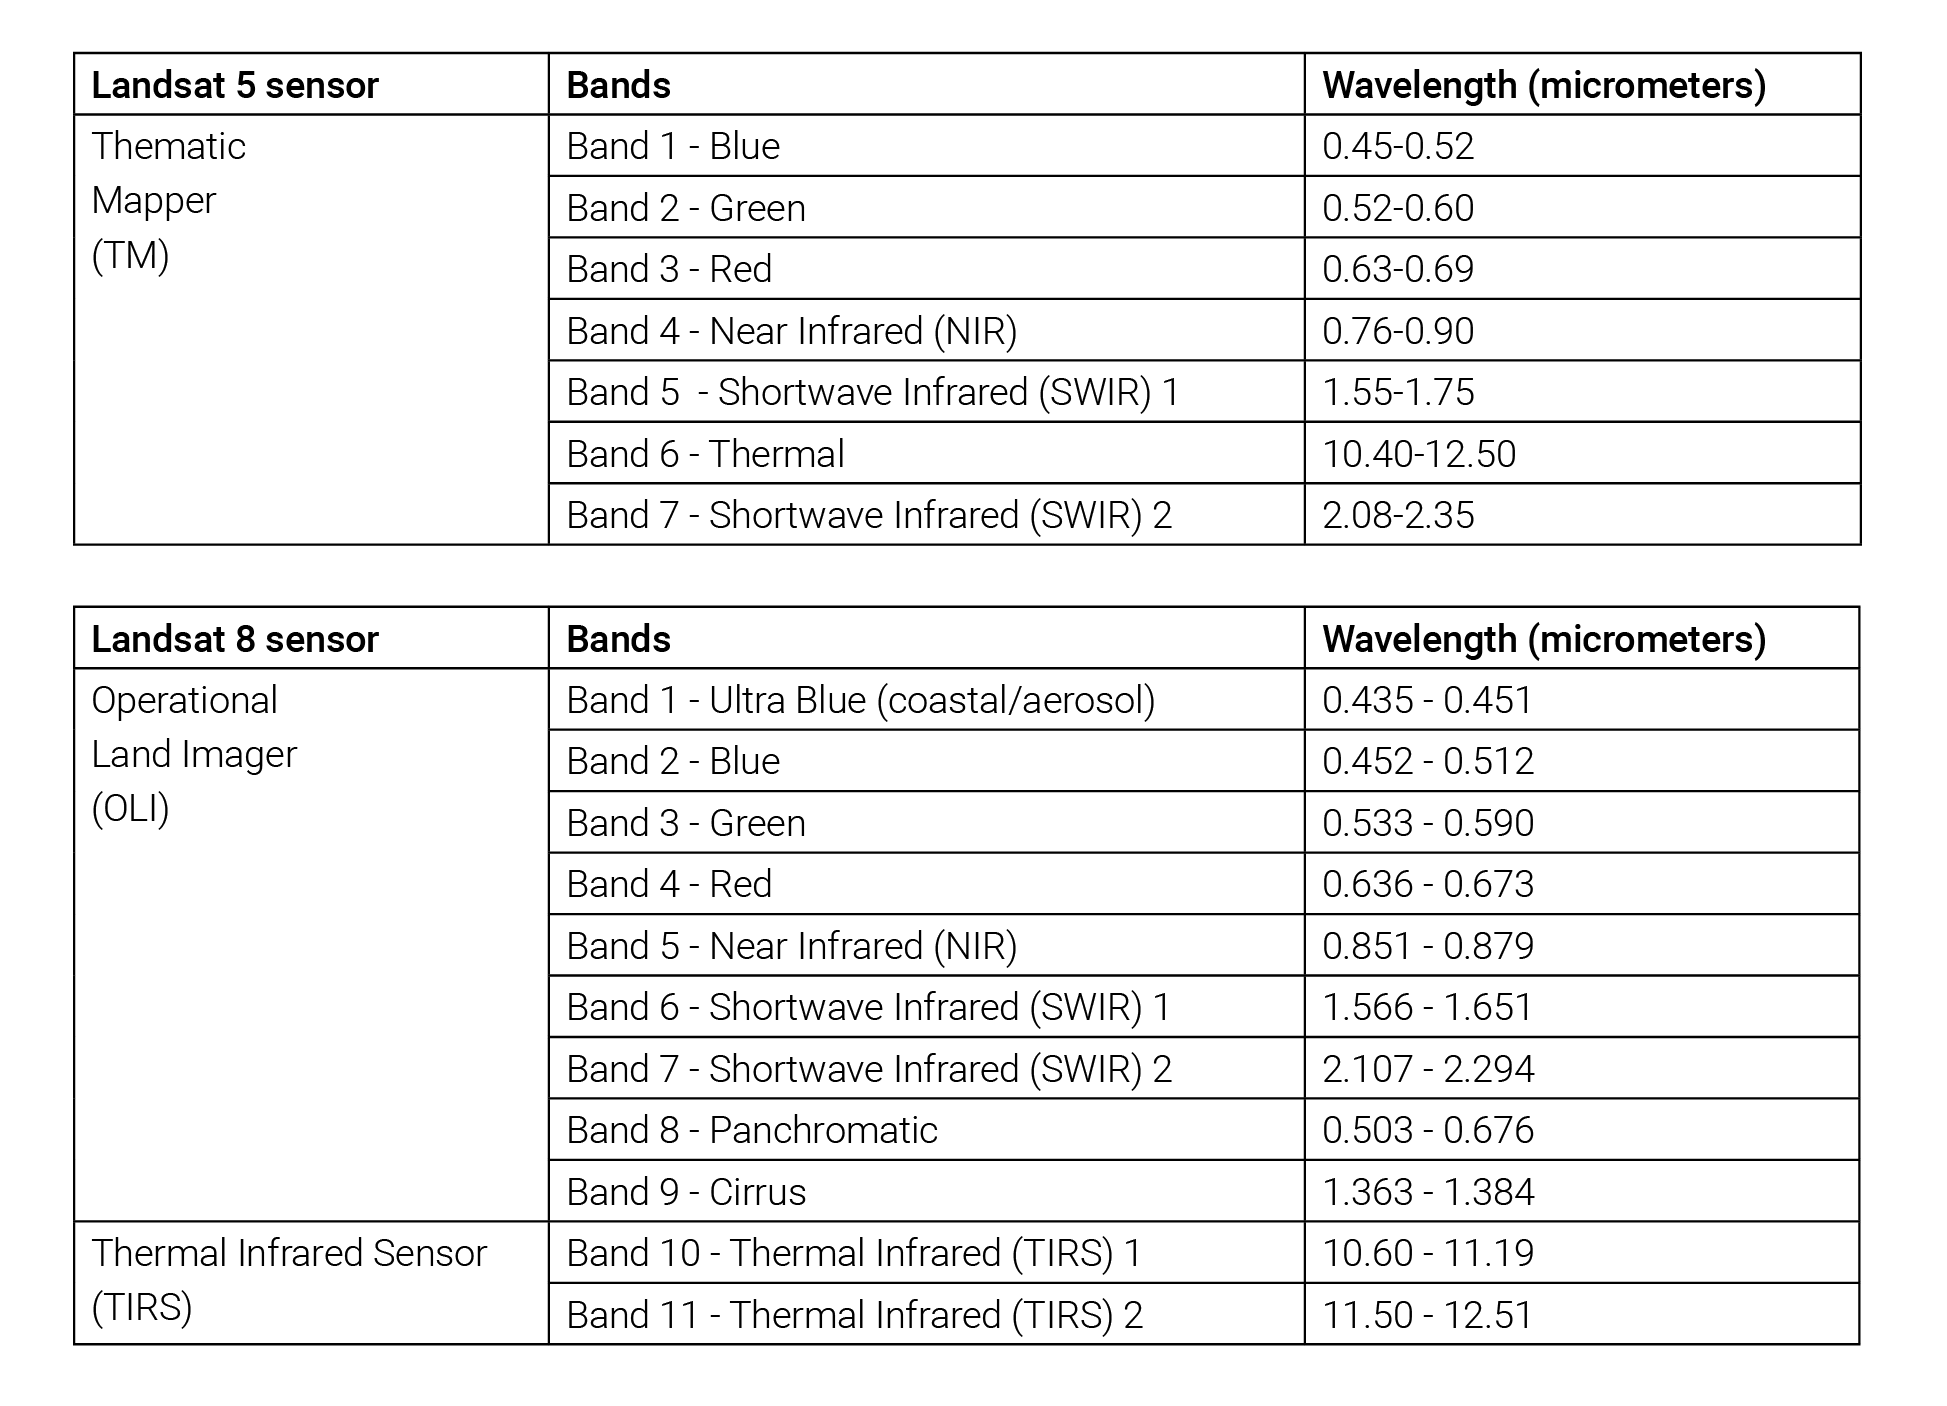 Landsat 5 sensor Bands Wavelength (micrometers)
Thematic Band 1 - Blue 0.45-0.52
Mapper Band 2 - Green 0.52-0.60
(TM) Band 3 - Red 0.63-0.69
Band 4 - Near Infrared (NIR) 0.76-0.90
Band 5  - Shortwave Infrared (SWIR) 1 1.55-1.75
Band 6 - Thermal 10.40-12.50
Band 7 - Shortwave Infrared (SWIR) 2 2.08-2.35
Landsat 8 sensor Bands Wavelength (micrometers)
Operational Band 1 - Ultra Blue (coastal/aerosol) 0.435 - 0.451
Land Imager Band 2 - Blue 0.452 - 0.512
(OLI) Band 3 - Green 0.533 - 0.590
Band 4 - Red 0.636 - 0.673
Band 5 - Near Infrared (NIR) 0.851 - 0.879
Band 6 - Shortwave Infrared (SWIR) 1 1.566 - 1.651
Band 7 - Shortwave Infrared (SWIR) 2 2.107 - 2.294
Band 8 - Panchromatic 0.503 - 0.676
Band 9 - Cirrus 1.363 - 1.384
Thermal Infrared Sensor Band 10 - Thermal Infrared (TIRS) 1 10.60 - 11.19
(TIRS) Band 11 - Thermal Infrared (TIRS) 2 11.50 - 12.51